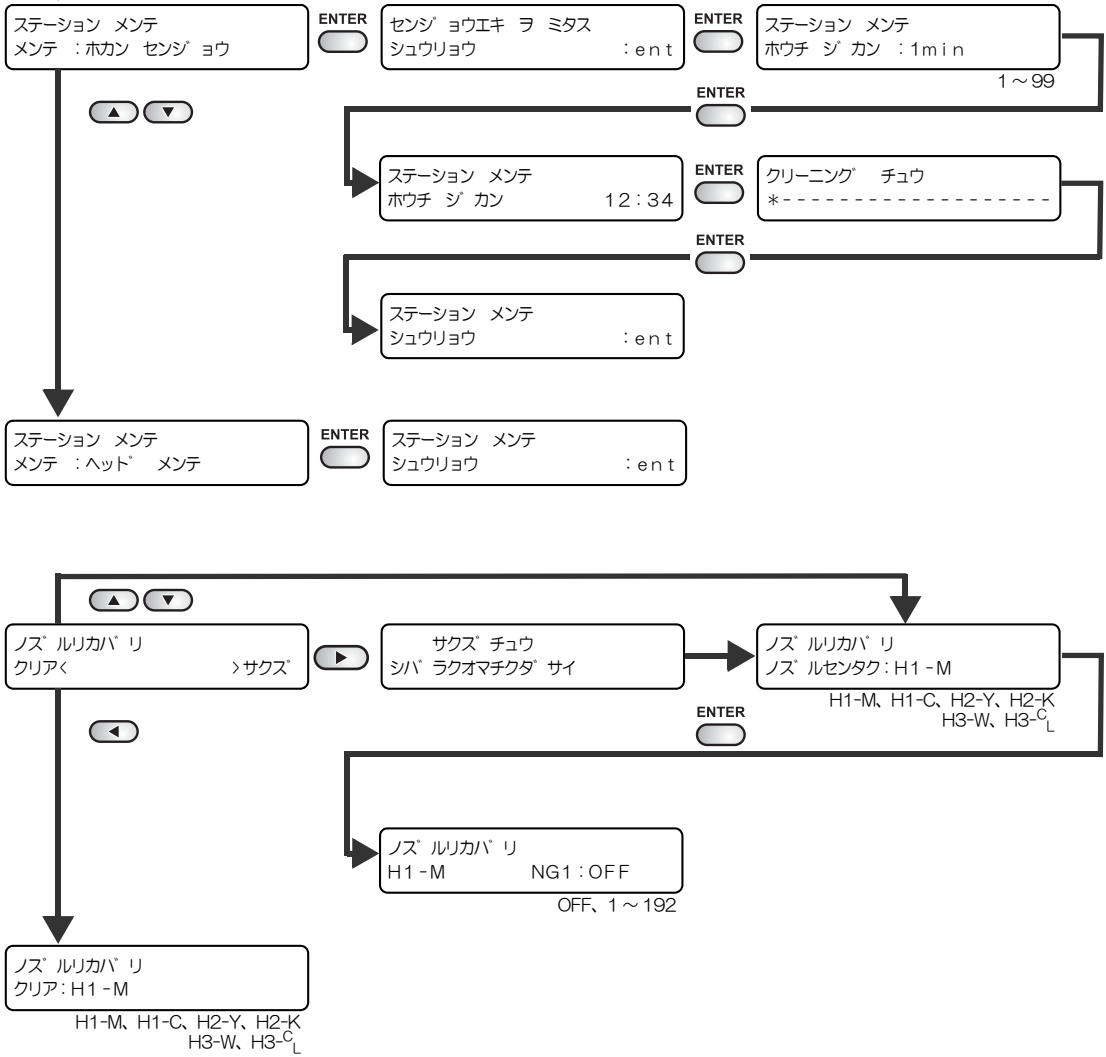 ステーション メンテ
メンテ :ホカン センジ゛ョウ
ENTER
センジ゛ョウエキ ヲ ミタス
シュウリョウ :ent
ENTER
ステーション メンテ
ホウチ ジ゛カン :1min
1~99
ENTER
ステーション メンテ
ホウチ ジ゛カン 12:34
ENTER
クリーニング゛ チュウ
*-------------------
ENTER
ステーション メンテ
シュウリョウ :ent
ステーション メンテ
メンテ :ヘッド゛ メンテ
ENTER
ステーション メンテ
シュウリョウ :ent
ノズ゛ルリカバ゛リ
クリア< >サクズ゛
サクズ゛チュウ
シバ゛ラクオマチクダ゛サイ
ノズ゛ルリカバ゛リ
ノズ゛ルセンタク:H1-M
H1-M、H1-C、H2-Y、H2-K
H3-W、H3-CL
ENTER
ノズ゛ルリカバ゛リ
H1-M NG1:OFF
OFF、1~192
ノズ゛ルリカバ゛リ
クリア:H1-M
H1-M、H1-C、H2-Y、H2-K
H3-W、H3-CL